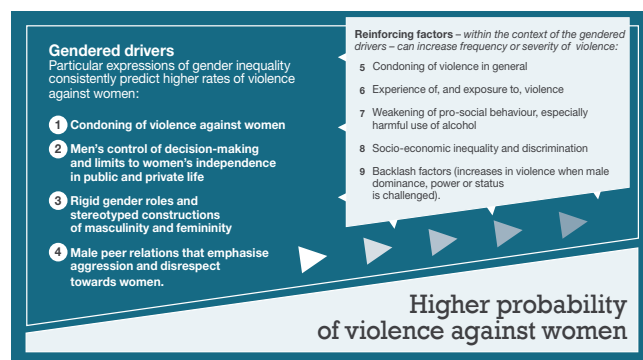 Gendered drivers
Particular expressions of gender inequality
consistently predict higher rates of violence
against women:
1 Condoning of violence against women
2 Men's control of decision-making
and limits to women's independence
in public and private life
3 Rigid gender roles and
stereotyped constructions
of masculinity and femininity
4 Male peer relations that emphasise
aggression and disrespect
towards women.
Reinforcing factors – within the context of the gendered
drivers – can increase frequency or severity of violence:
5 Condoning of violence in general
6 Experience of, and exposure to, violence
7 Weakening of pro-social behaviour, especially
harmful use of alcohol
8 Socio-economic inequality and discrimination
9 Backlash factors (increases in violence when male
dominance, power or status
is challenged).
Higher probability
of violence against women